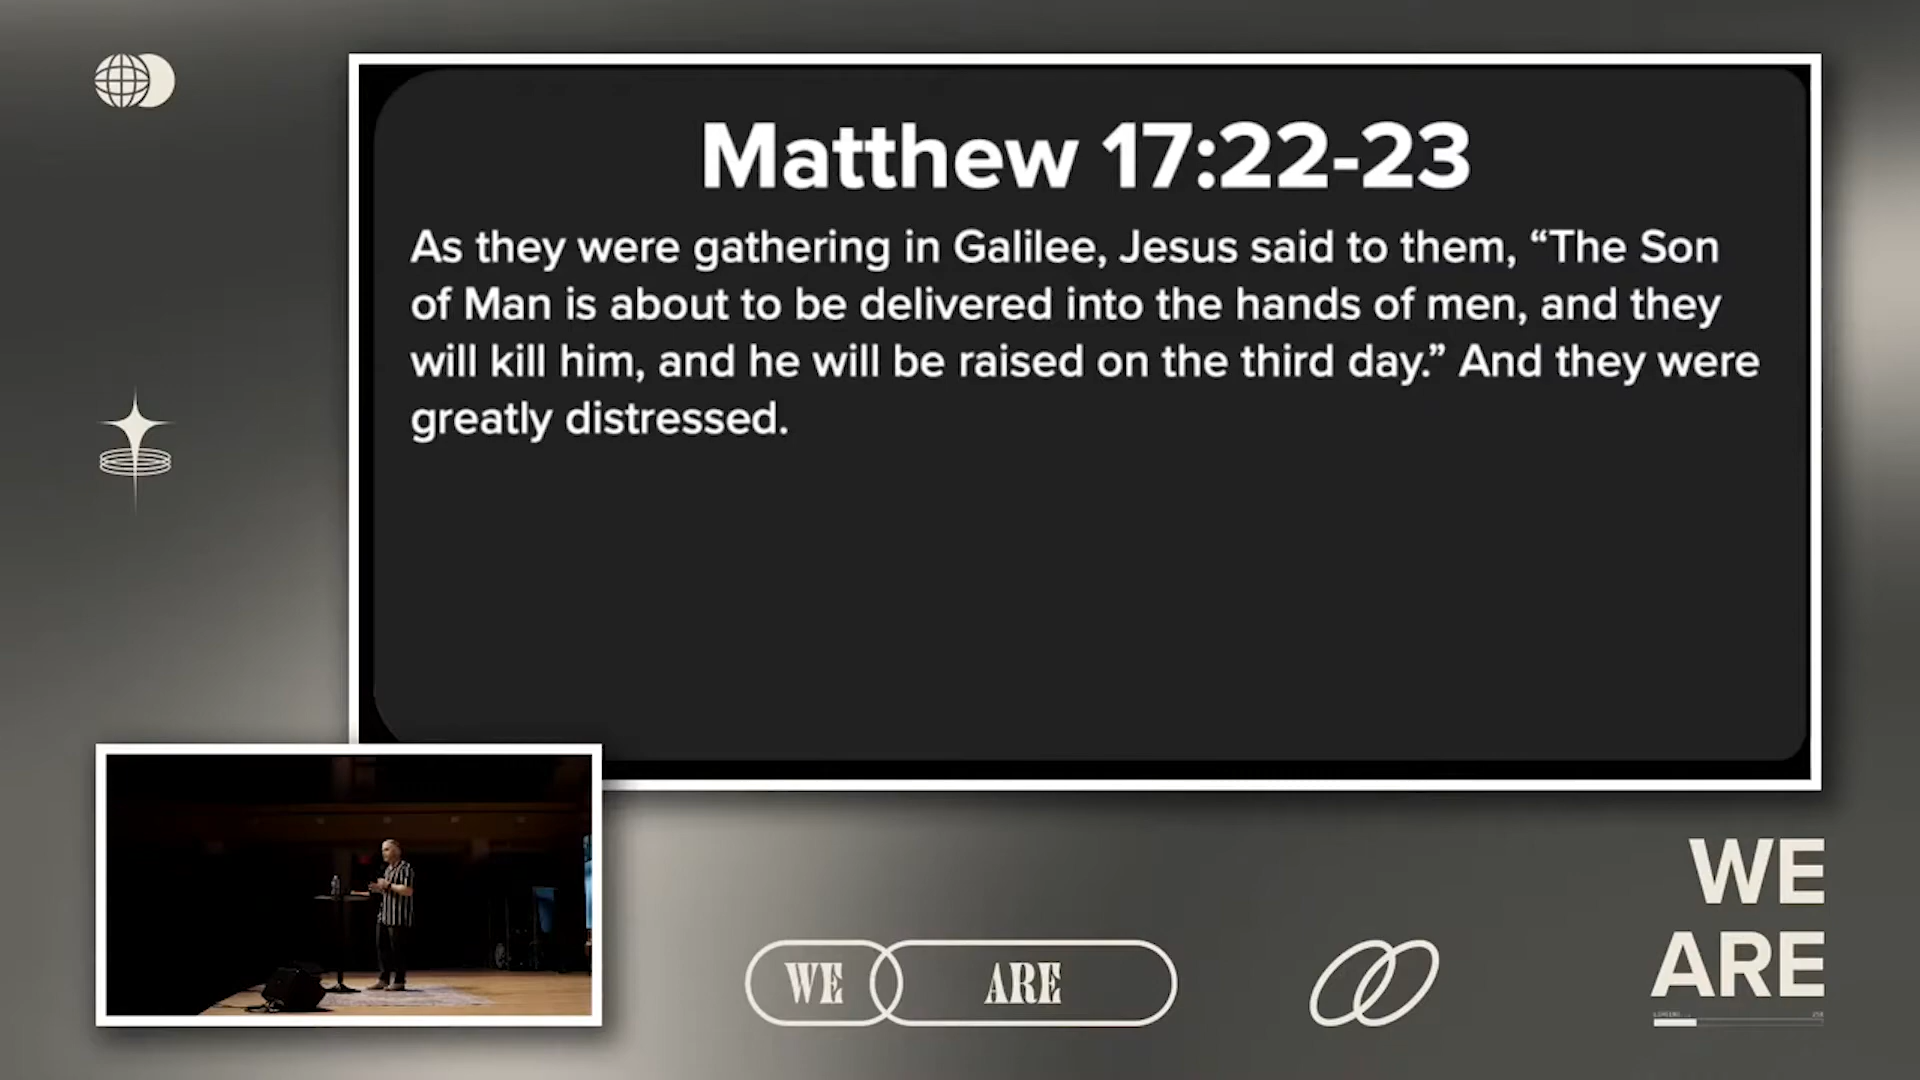 Matthew 17:22-23
As they were gathering in Galilee, Jesus said to them, “The Son
of Man is about to be delivered into the hands of men, and they
will kill him, and he will be raised on the third day.” And they were
greatly distressed.
WE ARE
WE
ARE